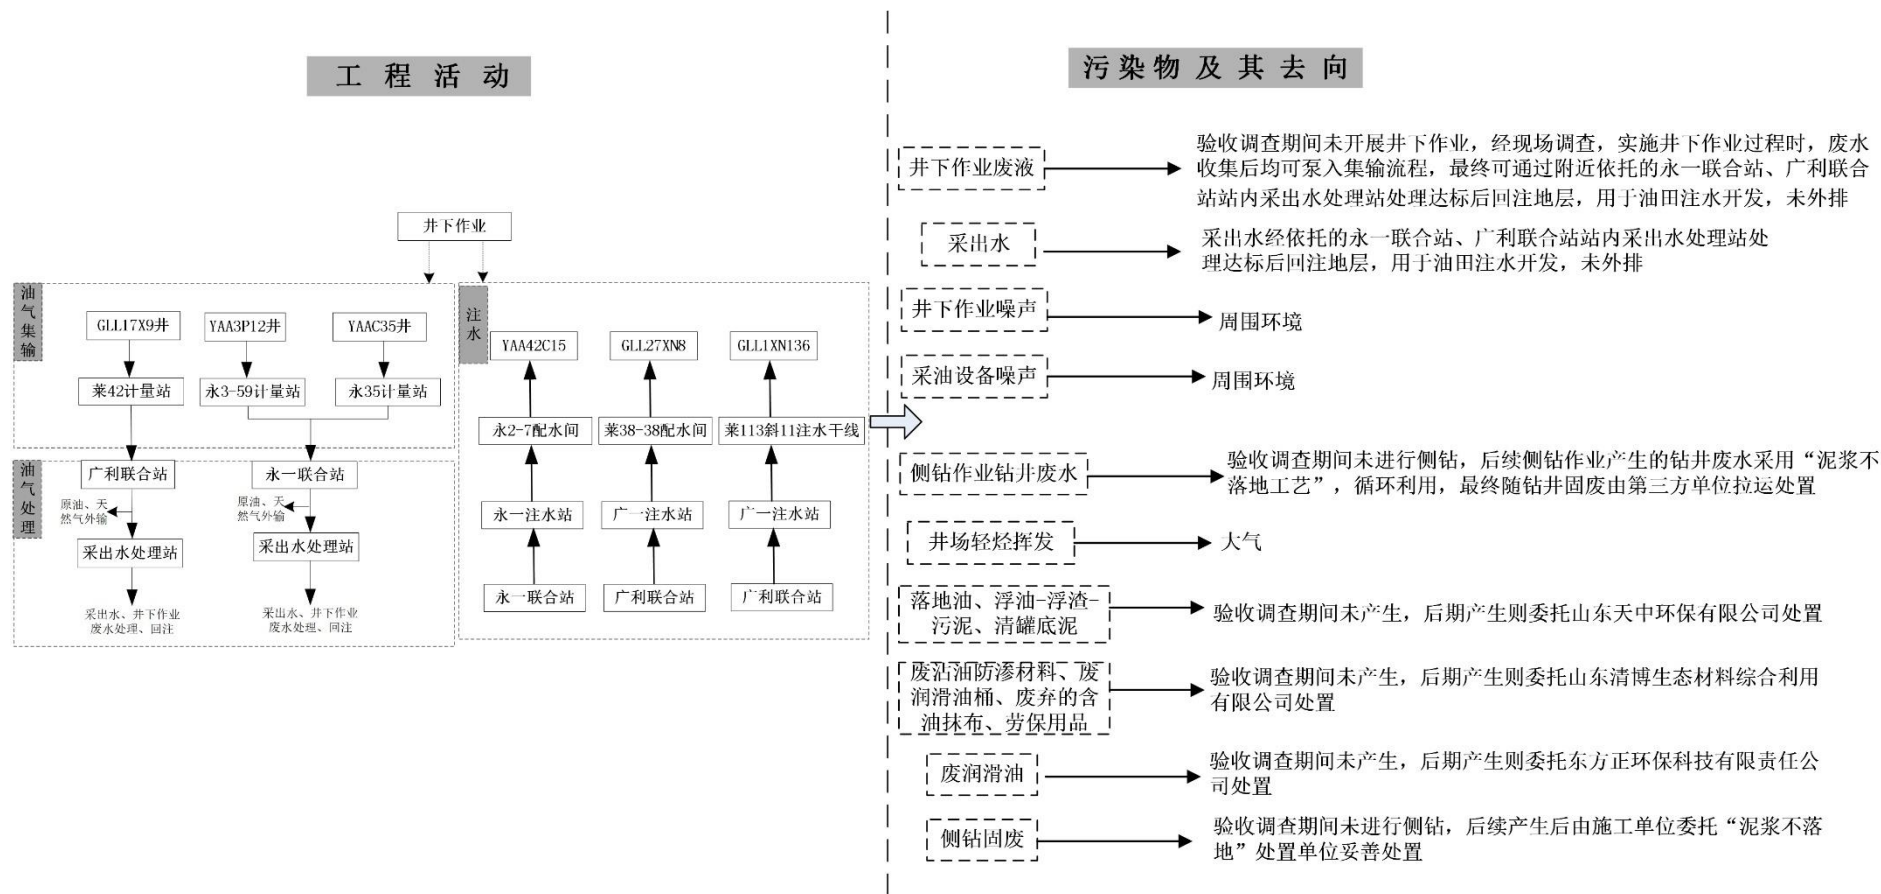 工程活动
井下作业
油气集输
GLL17X9井
YAA3P12井
YAAC35井
莱42计量站
永3-59计量站
永35计量站
油气处理
广利联合站
永一联合站
原油、天
然气外输
原油、天
然气外输
采出水处理站
采出水处理站
采出水、井下作业
废水处理、回注
采出水、井下作业
废水处理、回注
注水
YAA42C15
GLL27XN8
GLL1XN136
永2-7配水间
莱38-38配水间
莱113斜11注水干线
永一注水站
广一注水站
广一注水站
永一联合站
广利联合站
广利联合站
污染物及其去向
井下作业废液
验收调查期间未开展井下作业，经现场调查，实施井下作业过程时，废水
收集后均可泵入集输流程，最终可通过附近依托的永一联合站、广利联合
站站内采出水处理站处理达标后回注地层，用于油田注水开发，未外排
采出水
采出水经依托的永一联合站、广利联合站站内采出水处理站处
理达标后回注地层，用于油田注水开发，未外排
井下作业噪声
周围环境
采油设备噪声
周围环境
侧钻作业钻井废水
验收调查期间未进行侧钻，后续侧钻作业产生的钻井废水采用“泥浆不
落地工艺”，循环利用，最终随钻井固废由第三方单位拉运处置
井场轻烃挥发
大气
落地油、浮油-浮渣-
污泥、清罐底泥
验收调查期间未产生，后期产生则委托山东天中环保有限公司处置
废沾油防渗材料、废
润滑油桶、废弃的含
油抹布、劳保用品
验收调查期间未产生，后期产生则委托山东清博生态材料综合利用
有限公司处置
废润滑油
验收调查期间未产生，后期产生则委托东方正环保科技有限责任公
司处置
侧钻固废
验收调查期间未进行侧钻，后续产生后由施工单位委托“泥浆不落
地”处置单位妥善处置